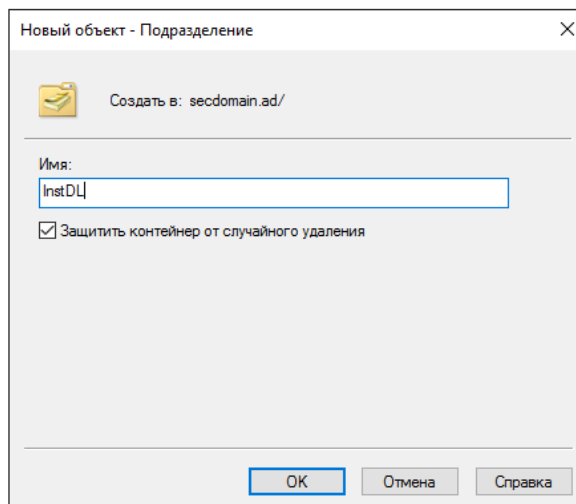 Новый объект - Подразделение
Создать в: secdomain.ad/
Имя:
InstDL
Защитить контейнер от случайного удаления
OK
Отмена
Справка